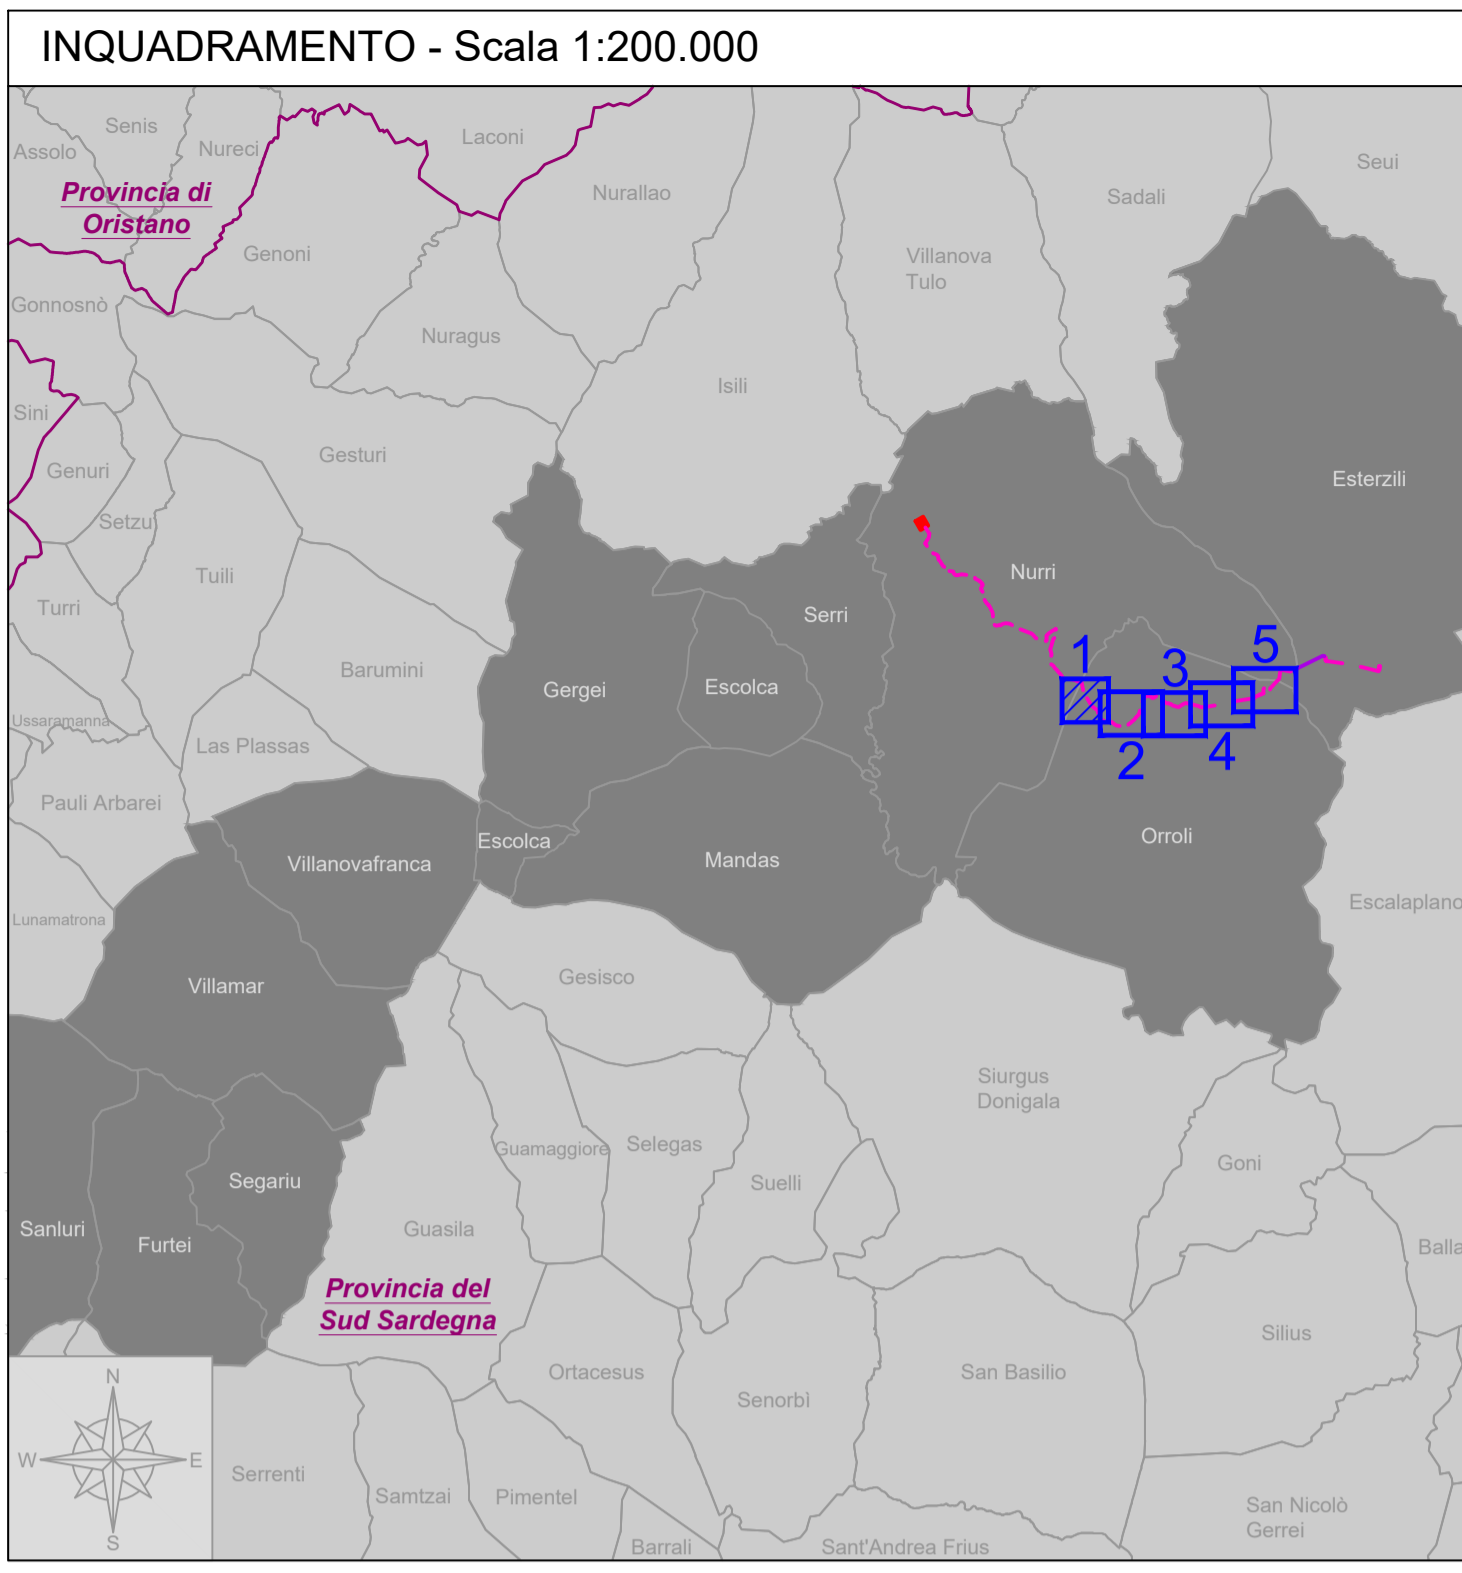 INQUADRAMENTO - Scala 1:200.000
Senis
Assolo
Nureci
Laconi
Seui
Provincia di
Oristano
Nurallao
Sadali
Genoni
Villanova
Tulo
Gonnosnò
Nuragus
Isili
Sini
Gesturi
Genuri
Esterzili
Setzu
Tuili
Nurri
Turri
Serri
Barumini
1
3
5
Gergei
Escolca
Ussaramanna
Las Plassas
2
4
Pauli Arbarei
Escolca
Orroli
Villanovafranca
Mandas
Lunamatrona
Escalaplano
Gesisco
Villamar
Siurgus
Donigala
Guamaggiore
Selegas
Goni
Segariu
Suelli
Sanluri
Furtei
Guasila
Balla
Provincia del
Sud Sardegna
Silius
Ortacesus
San Basilio
Senorbì
N
W
E
S
Serrenti
Samtzai
Pimentel
San Nicolò
Gerrei
Barrali
Sant'Andrea Frius